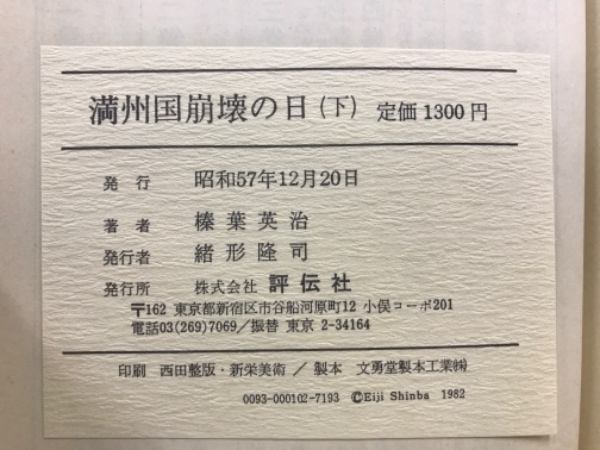 満州国崩壊の日(下) 定価1300円
発行 昭和57年12月20日
著者 榛葉英治
発行者 緒形隆司
発行所 株式会社 評伝社
〒162 東京都新宿区市谷船河原町12 小俣コーポ201
電話03(269)7069/振替 東京 2-34164
印刷 西田整版・新栄美術/製本 文勇堂製本工業㈱
0093-000102-7193 ©Eiji Shinba 1982